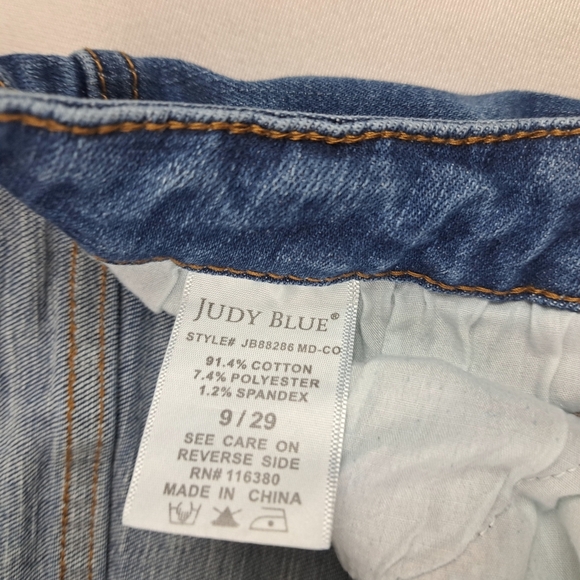 JUDY BLUE®
STYLE# JB88286 MD-CO
91.4% COTTON
7.4% POLYESTER
1.2% SPANDEX
9 / 29
SEE CARE ON
REVERSE SIDE
RN# 116380
MADE IN CHINA